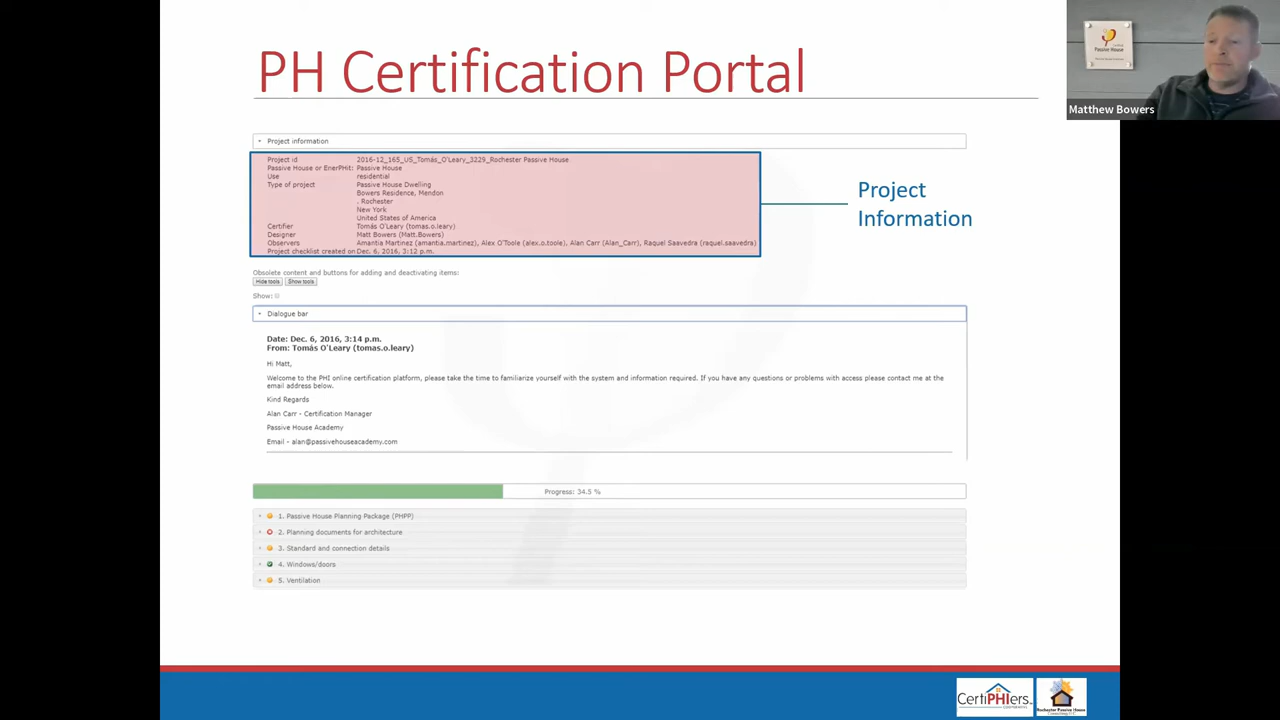 PH Certification Portal
Matthew Bowers
Project information
Project id 2016-12_165_US_Tomás_O'Leary_3229_Rochester Passive House
Passive House or EnerPHit: Passive House
Use residential
Type of project Passive House Dwelling
Bowers Residence, Mendon
, Rochester
New York
United States of America
Certifier Tomás O'Leary (tomas.o.leary)
Designer Matt Bowers (Matt.Bowers)
Observers Amantia Martinez (amantia.martinez), Alex O'Toole (alex.o.toole), Alan Carr (Alan_Carr), Raquel Saavedra (raquel.saavedra)
Project checklist created on Dec. 6, 2016, 3:12 p.m.
Project
Information
Obsolete content and buttons for adding and deactivating items:
Hide tools Show tools
Show:
Dialogue bar
Date: Dec. 6, 2016, 3:14 p.m.
From: Tomás O'Leary (tomas.o.leary)
Hi Matt,
Welcome to the PHI online certification platform, please take the time to familiarize yourself with the system and information required. If you have any questions or problems with access please contact me at the
email address below.
Kind Regards
Alan Carr - Certification Manager
Passive House Academy
Email - alan@passivehouseacademy.com
Progress: 34.5 %
1. Passive House Planning Package (PHPP)
2. Planning documents for architecture
3. Standard and connection details
4. Windows/doors
5. Ventilation
CertiPHIers
Rochester Passive House
Passive House